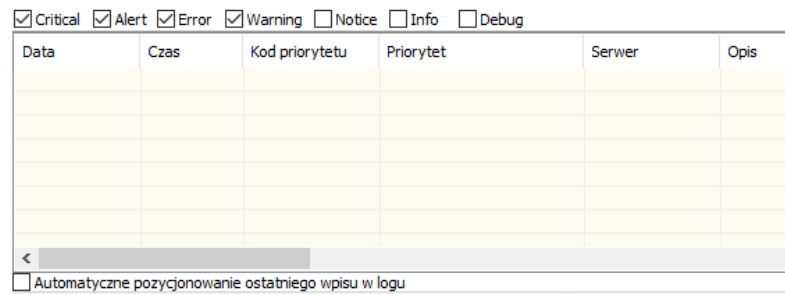 Critical Alert Error Warning Notice Info Debug
Data Czas Kod priorytetu Priorytet Serwer Opis
Automatyczne pozycjonowanie ostatniego wpisu w logu